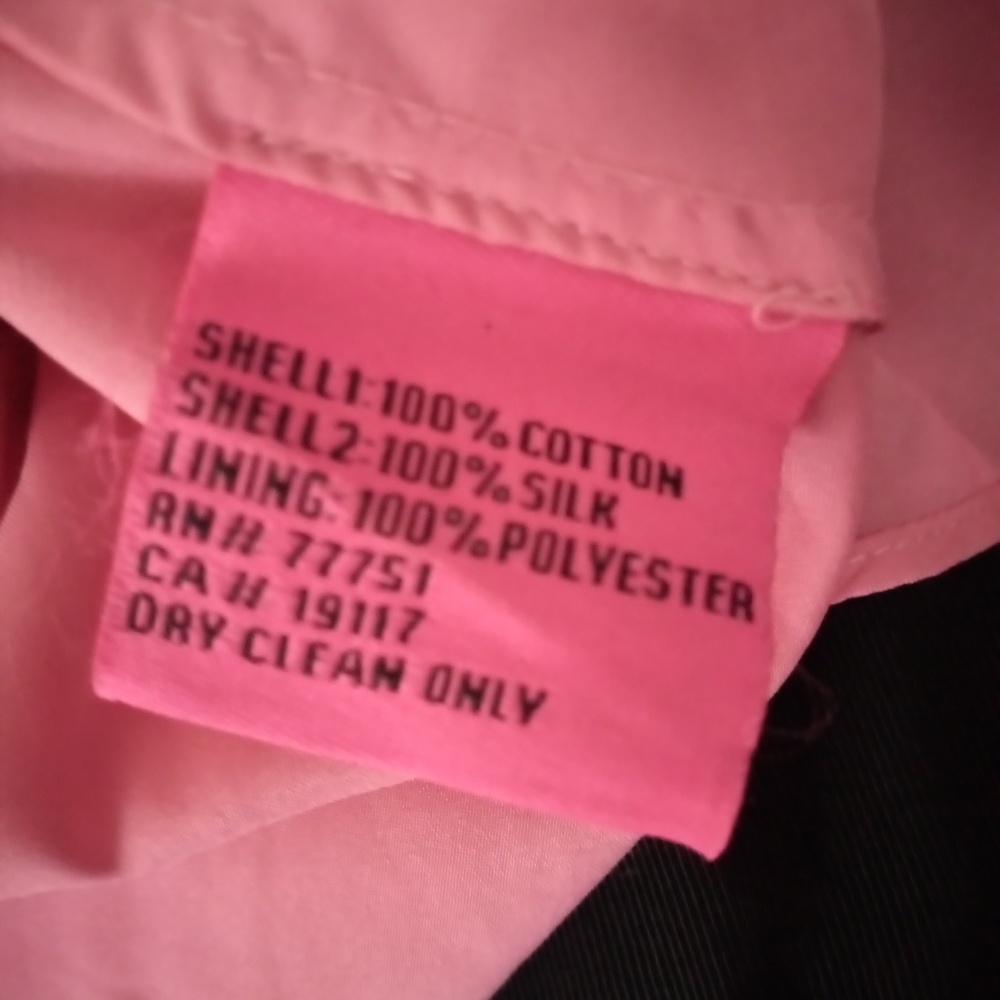 SHELL1:100% COTTON
SHELL2:100% SILK
LINING: 100% POLYESTER
RN# 77751
CA# 19117
DRY CLEAN ONLY